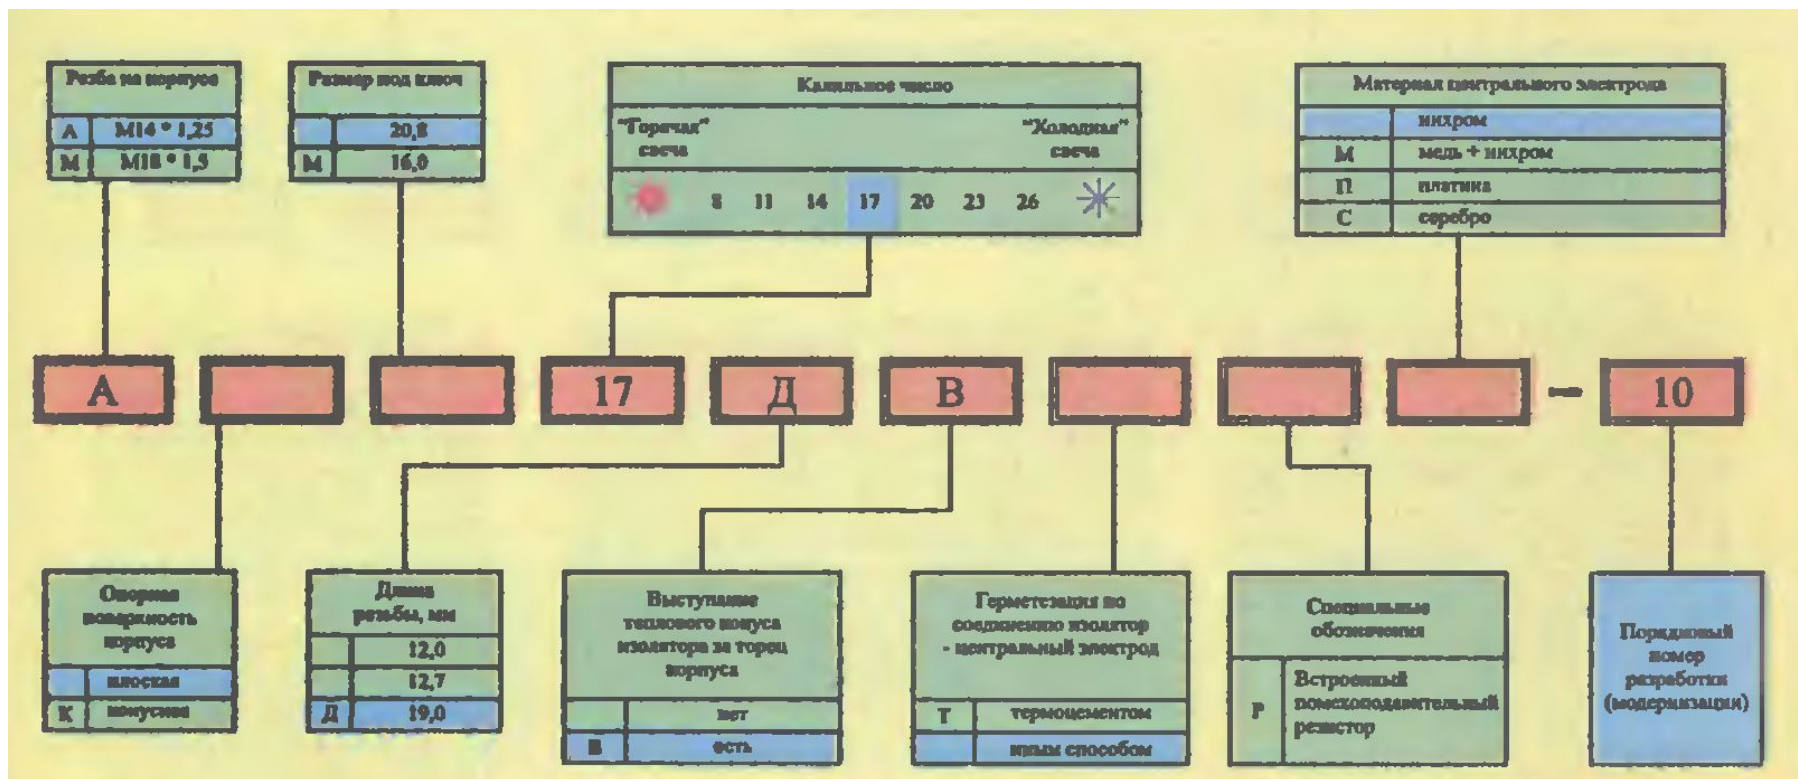 Резба на корпусе
А М14 * 1,25
М М18 * 1,5
Размер под ключ
20,8
М 16,0
Калильное число
"Горячая" свеча
"Холодная" свеча
8 11 14 17 20 23 26
Материал центрального электрода
нихром
М медь + нихром
П платина
С серебро
А 17 Д В – 10
Опорная
поверхность
корпуса
плоская
К конусная
Длина
резьбы, мм
12,0
12,7
Д 19,0
Выступание
теплового конуса
изолятора за торец
корпуса
нет
В есть
Герметезация по
соединению изолятор
- центральный электрод
Т термоцементом
иным способом
Специальные
обозначения
Р Встроенный
помехоподавительный
резистор
Порядковый
номер
разработки
(модернизации)